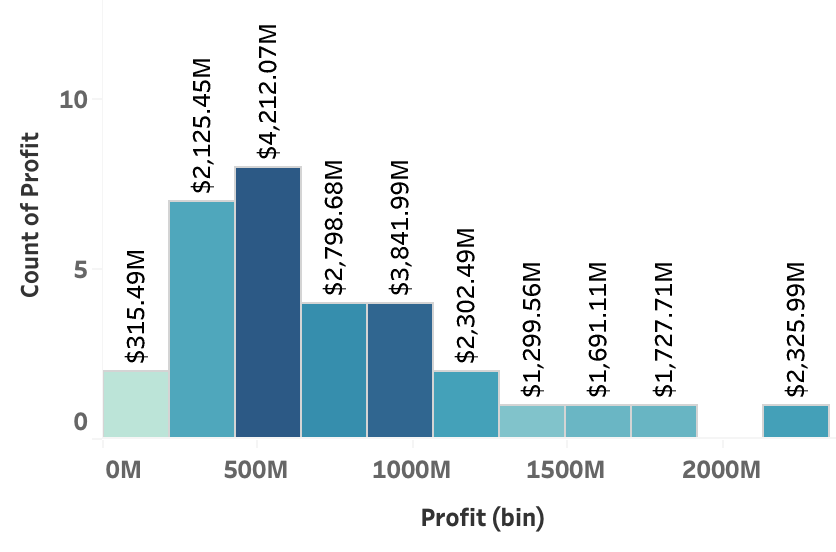 Count of Profit
10
5
0
$315.49M
$2,125.45M
$4,212.07M
$2,798.68M
$3,841.99M
$2,302.49M
$1,299.56M
$1,691.11M
$1,727.71M
$2,325.99M
0M
500M
1000M
1500M
2000M
Profit (bin)